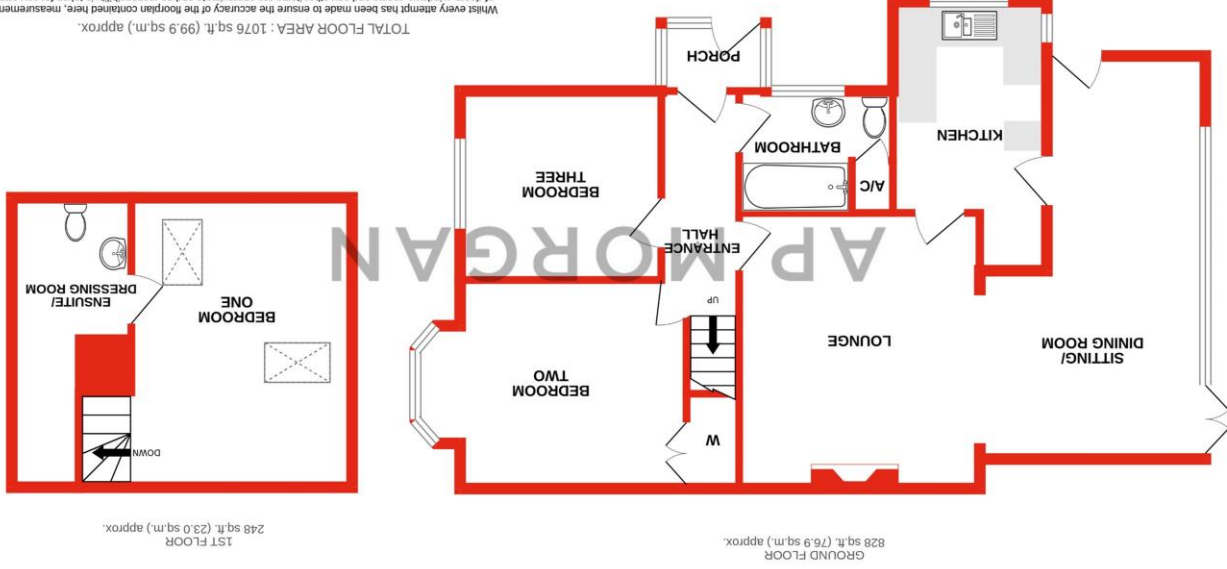 GROUND FLOOR
828 sq.ft. (76.9 sq.m.) approx.
1ST FLOOR
248 sq.ft. (23.0 sq.m.) approx.
W
BEDROOM
TWO
LOUNGE
SITTING/
DINING ROOM
UP
ENTRANCE
HALL
BEDROOM
THREE
A/C
BATHROOM
KITCHEN
PORCH
DOWN
BEDROOM
ONE
ENSUITE/
DRESSING ROOM
AP MORGAN
TOTAL FLOOR AREA : 1076 sq.ft. (99.9 sq.m.) approx.
Whilst every attempt has been made to ensure the accuracy of the floorplan contained here,